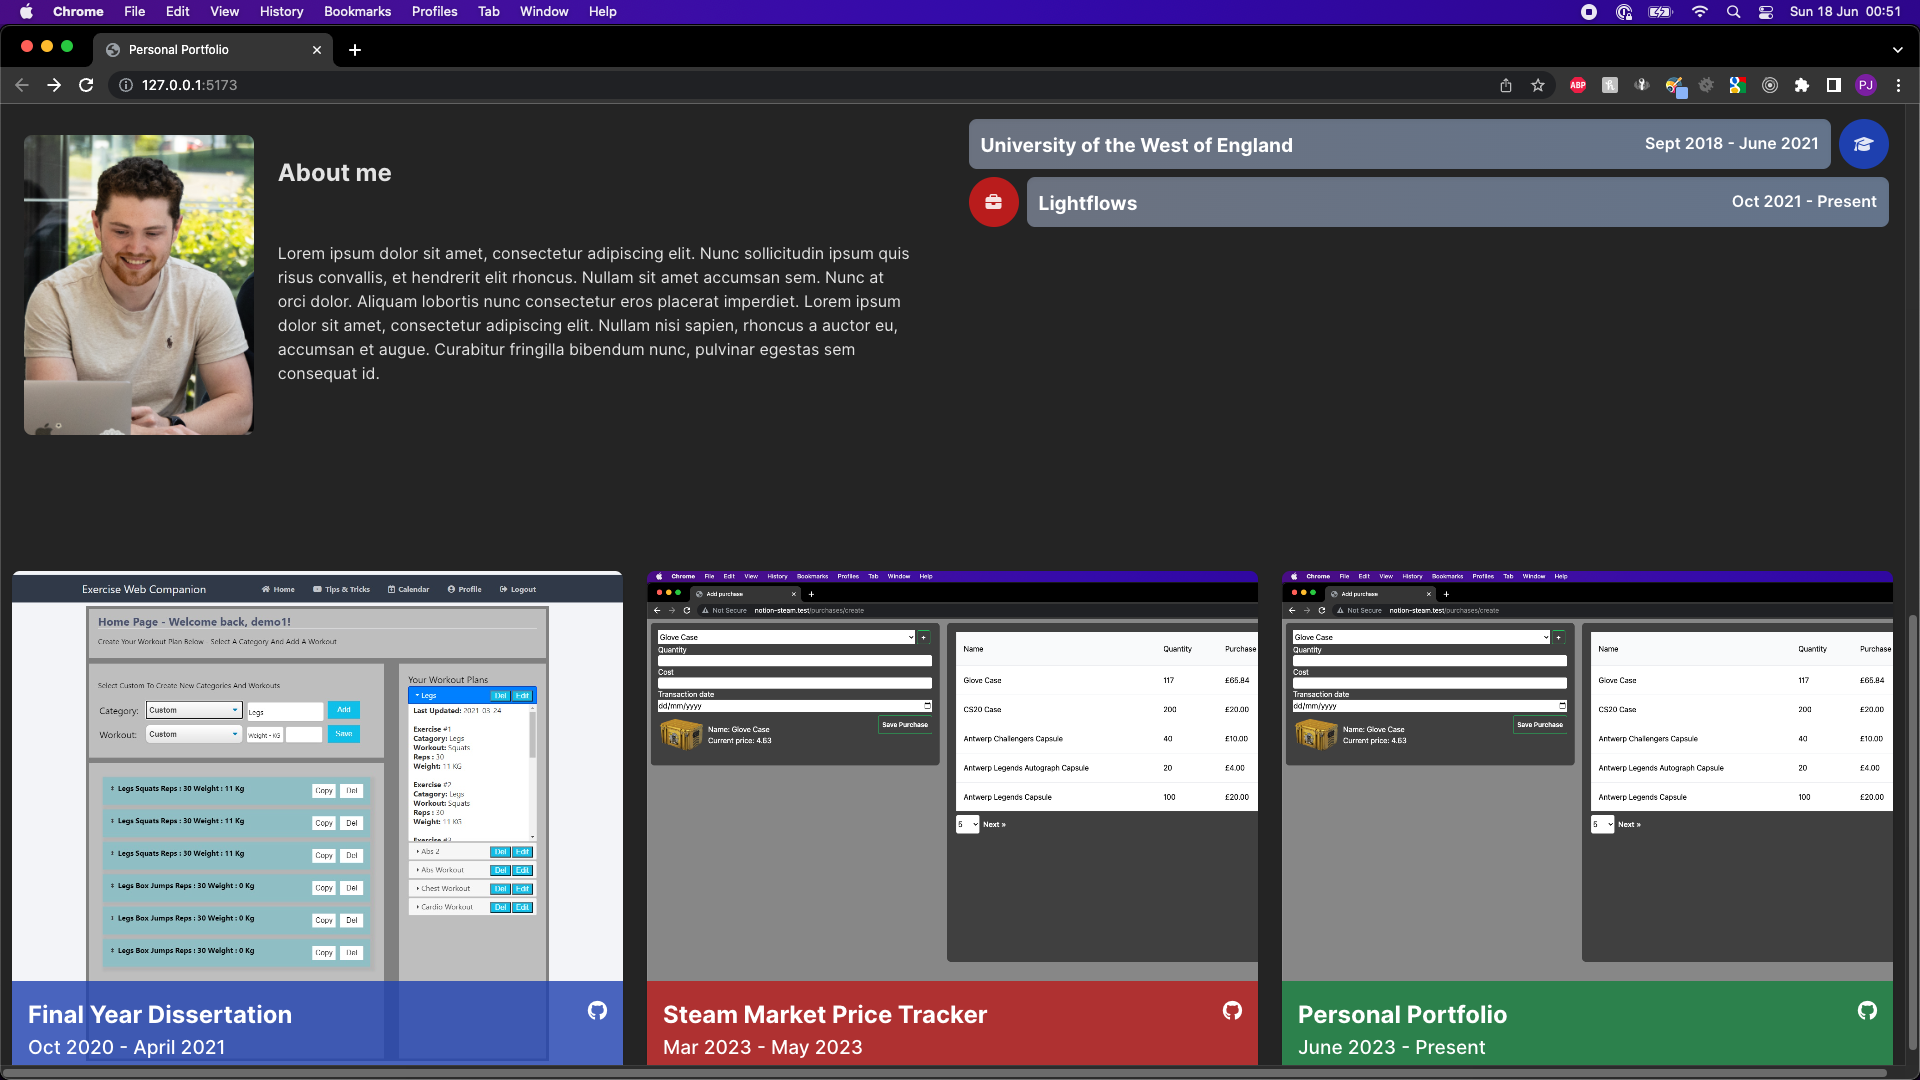 Chrome File Edit View History Bookmarks Profiles Tab Window Help Sun 18 Jun 00:51
Personal Portfolio
127.0.0.1:5173
ABP
PJ
About me
Lorem ipsum dolor sit amet, consectetur adipiscing elit. Nunc sollicitudin ipsum quis
risus convallis, et hendrerit elit rhoncus. Nullam sit amet accumsan sem. Nunc at
orci dolor. Aliquam lobortis nunc consectetur eros placerat imperdiet. Lorem ipsum
dolor sit amet, consectetur adipiscing elit. Nullam nisi sapien, rhoncus a auctor eu,
accumsan et augue. Curabitur fringilla bibendum nunc, pulvinar egestas sem
consequat id.
University of the West of England Sept 2018 - June 2021
Lightflows Oct 2021 - Present
Exercise Web Companion Home Tips & Tricks Calendar Profile Logout
Home Page - Welcome back, demo1!
Create Your Workout Plan Below - Select A Category And Add A Workout
Select Custom To Create New Categories And Workouts
Category: Custom Legs Add
Workout: Custom Weight - KG Save
Legs Squats Reps : 30 Weight : 11 Kg Copy Del
Legs Squats Reps : 30 Weight : 11 Kg Copy Del
Legs Squats Reps : 30 Weight : 11 Kg Copy Del
Legs Box Jumps Reps : 30 Weight : 0 Kg Copy Del
Legs Box Jumps Reps : 30 Weight : 0 Kg Copy Del
Legs Box Jumps Reps : 30 Weight : 0 Kg Copy Del
Your Workout Plans
Legs Del Edit
Last Updated: 2021-03-24
Exercise #1
Catagory: Legs
Workout: Squats
Reps : 30
Weight: 11 KG
Exercise #2
Catagory: Legs
Workout: Squats
Reps : 30
Weight: 11 KG
Exercise #3
Abs 2 Del Edit
Abs Workout Del Edit
Chest Workout Del Edit
Cardio Workout Del Edit
Final Year Dissertation
Oct 2020 - April 2021
Chrome File Edit View History Bookmarks Profiles Tab Window Help
Add purchase
Not Secure notion-steam.test/purchases/create
Glove Case +
Quantity
Cost
Transaction date
dd/mm/yyyy
Name: Glove Case
Current price: 4.63
Save Purchase
Name Quantity Purchase
Glove Case 117 £65.84
CS20 Case 200 £20.00
Antwerp Challengers Capsule 40 £10.00
Antwerp Legends Autograph Capsule 20 £4.00
Antwerp Legends Capsule 100 £20.00
5 Next »
Steam Market Price Tracker
Mar 2023 - May 2023
Chrome File Edit View History Bookmarks Profiles Tab Window Help
Add purchase
Not Secure notion-steam.test/purchases/create
Glove Case +
Quantity
Cost
Transaction date
dd/mm/yyyy
Name: Glove Case
Current price: 4.63
Save Purchase
Name Quantity Purchase
Glove Case 117 £65.84
CS20 Case 200 £20.00
Antwerp Challengers Capsule 40 £10.00
Antwerp Legends Autograph Capsule 20 £4.00
Antwerp Legends Capsule 100 £20.00
5 Next »
Personal Portfolio
June 2023 - Present